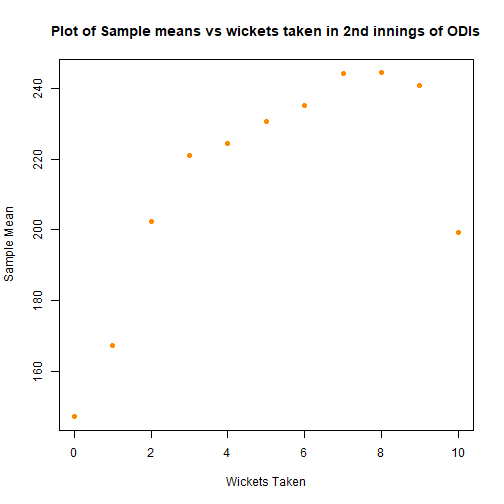 Plot of Sample means vs wickets taken in 2nd innings of ODIs
Sample Mean
240
220
200
180
160
0 2 4 6 8 10
Wickets Taken